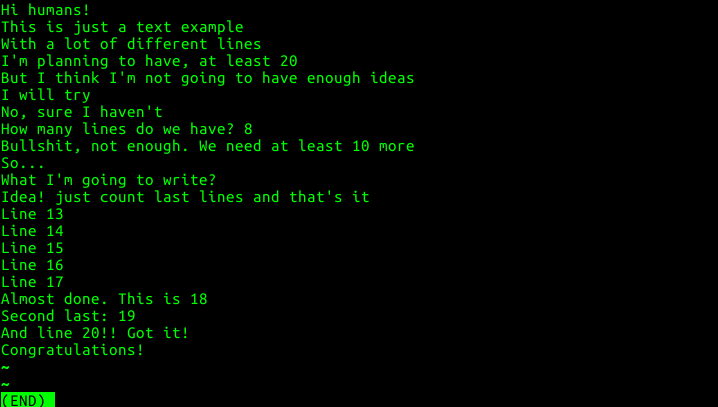 Hi humans!
This is just a text example
With a lot of different lines
I'm planning to have, at least 20
But I think I'm not going to have enough ideas
I will try
No, sure I haven't
How many lines do we have? 8
Bullshit, not enough. We need at least 10 more
So...
What I'm going to write?
Idea! just count last lines and that's it
Line 13
Line 14
Line 15
Line 16
Line 17
Almost done. This is 18
Second last: 19
And line 20!! Got it!
Congratulations!
~
~
(END)